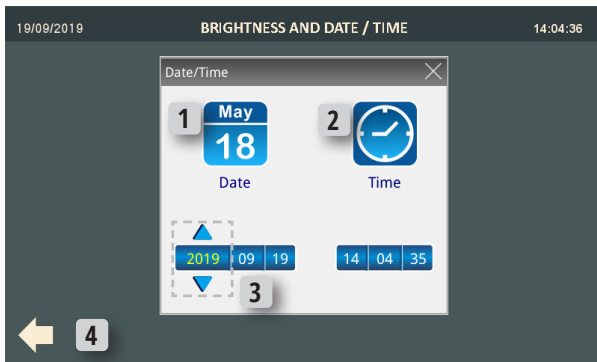 19/09/2019 BRIGHTNESS AND DATE / TIME 14:04:36
Date/Time
1 May 18 2
Date Time
2019 09 19 14 04 35
3
4